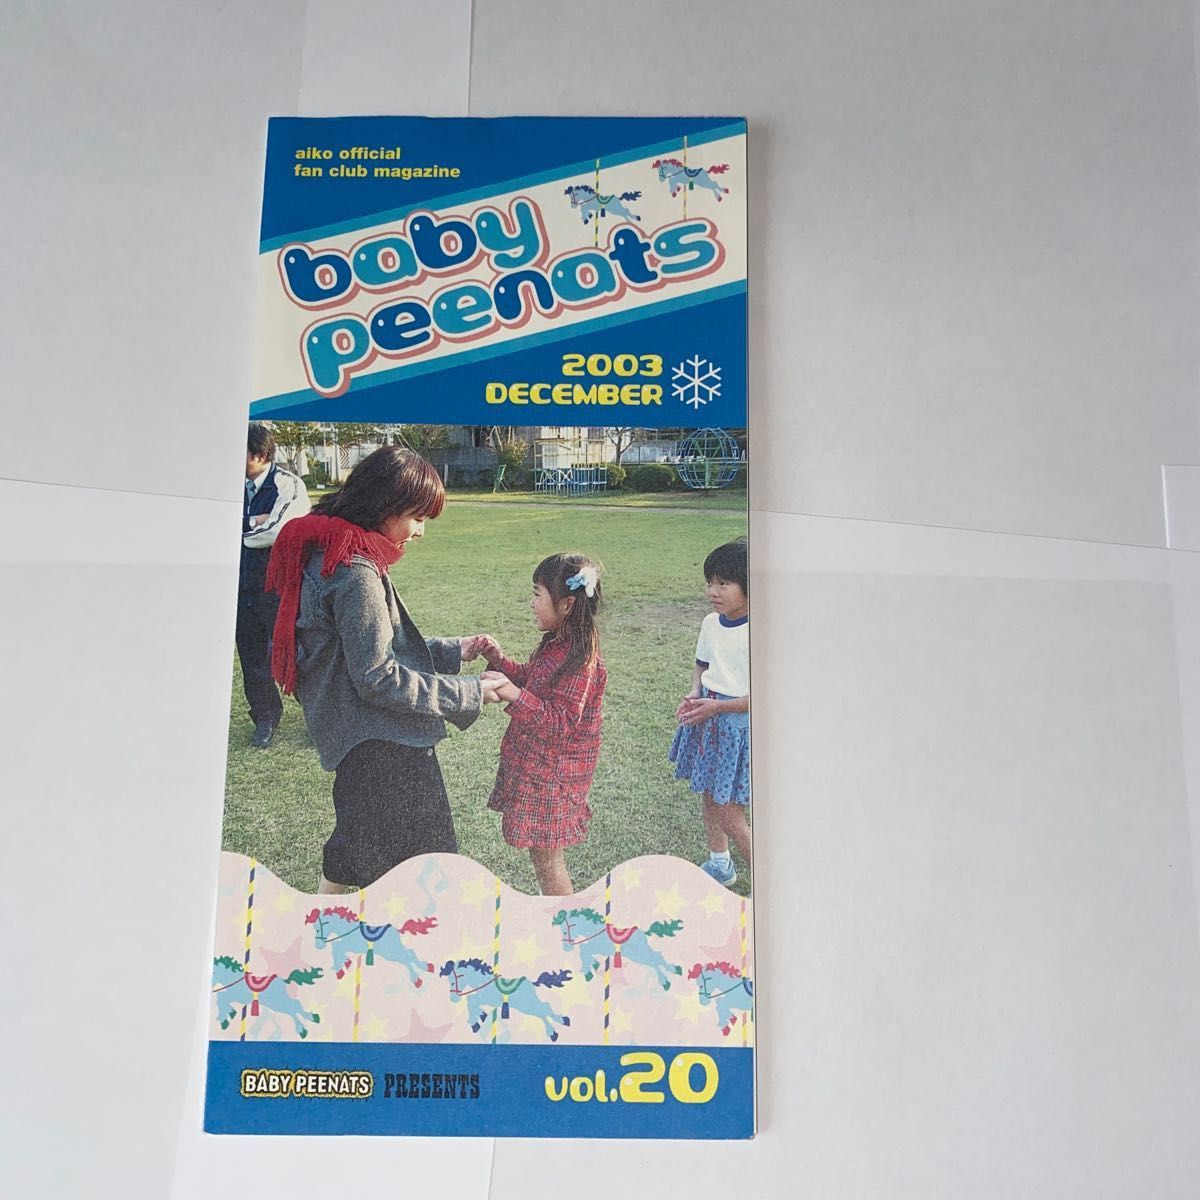 aiko official
fan club magazine
baby
peenats
2003
DECEMBER
BABY PEENATS PRESENTS
vol.20